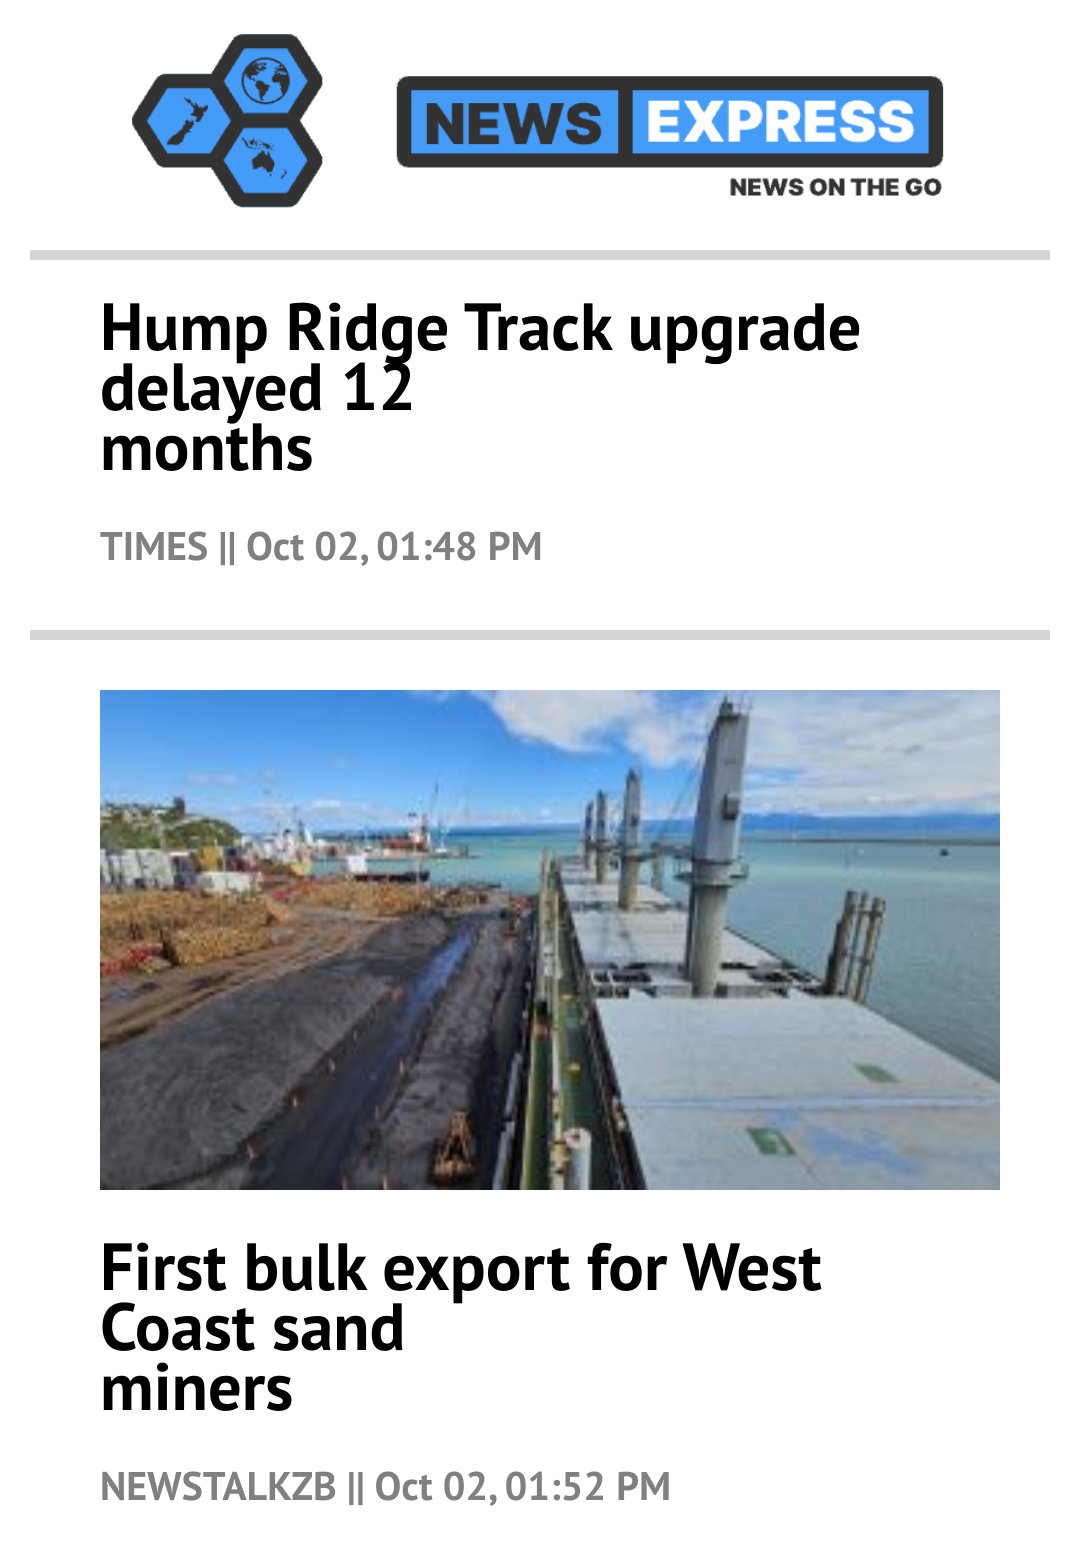 NEWS EXPRESS
NEWS ON THE GO
Hump Ridge Track upgrade
delayed 12
months
TIMES || Oct 02, 01:48 PM
First bulk export for West
Coast sand
miners
NEWSTALKZB || Oct 02, 01:52 PM